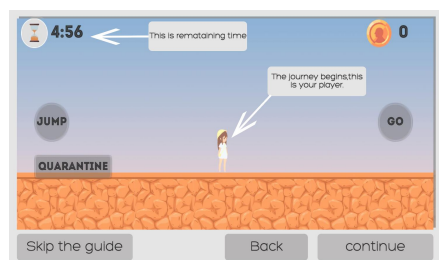 4:56
This is remataining time
0
The journey begins,this
is your player.
JUMP
GO
QUARANTINE
Skip the guide
Back
continue